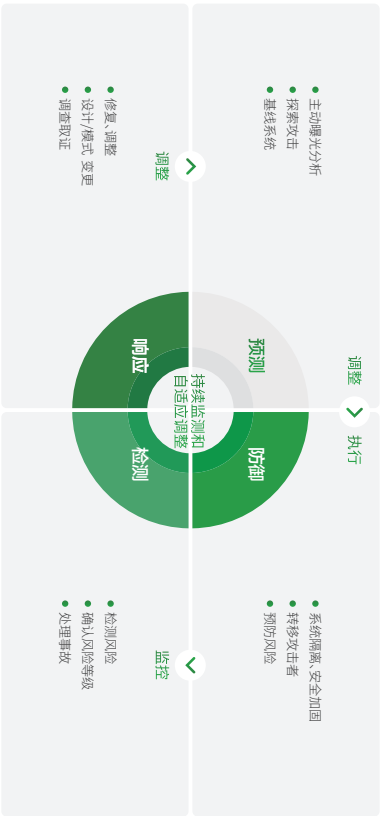 主动曝光分析
探索攻击
基线系统
调整
修复、调整
设计/模式 变更
调查取证
预测
响应
调整
执行
持续监测和
自适应调整
防御
检测
系统隔离、安全加固
转移攻击者
预防风险
监控
检测风险
确认风险等级
处理事故